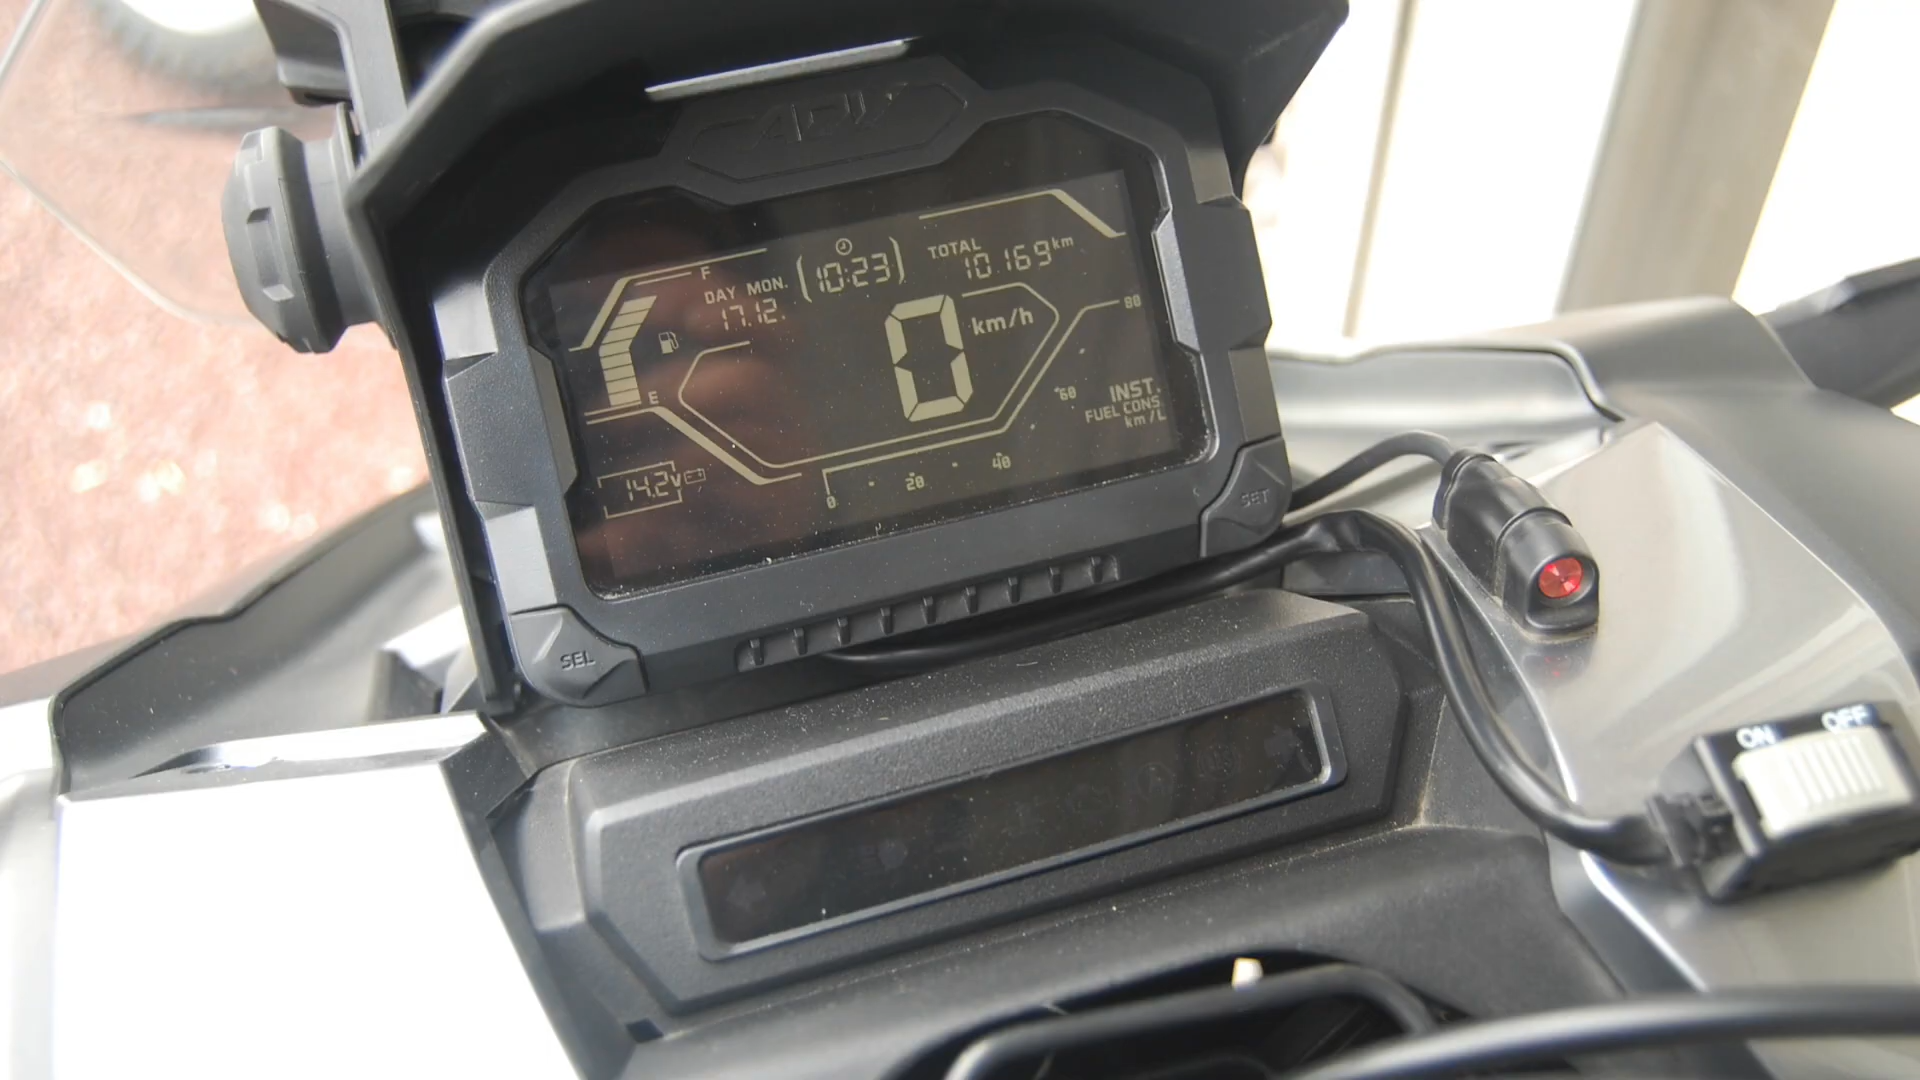 ADV
F
DAY MON.
17.12.
10:23
TOTAL
10169 km
E
0
km/h
80
60
40
20
0
INST.
FUEL CONS.
km/L
14.2V
SEL
SET
ON OFF